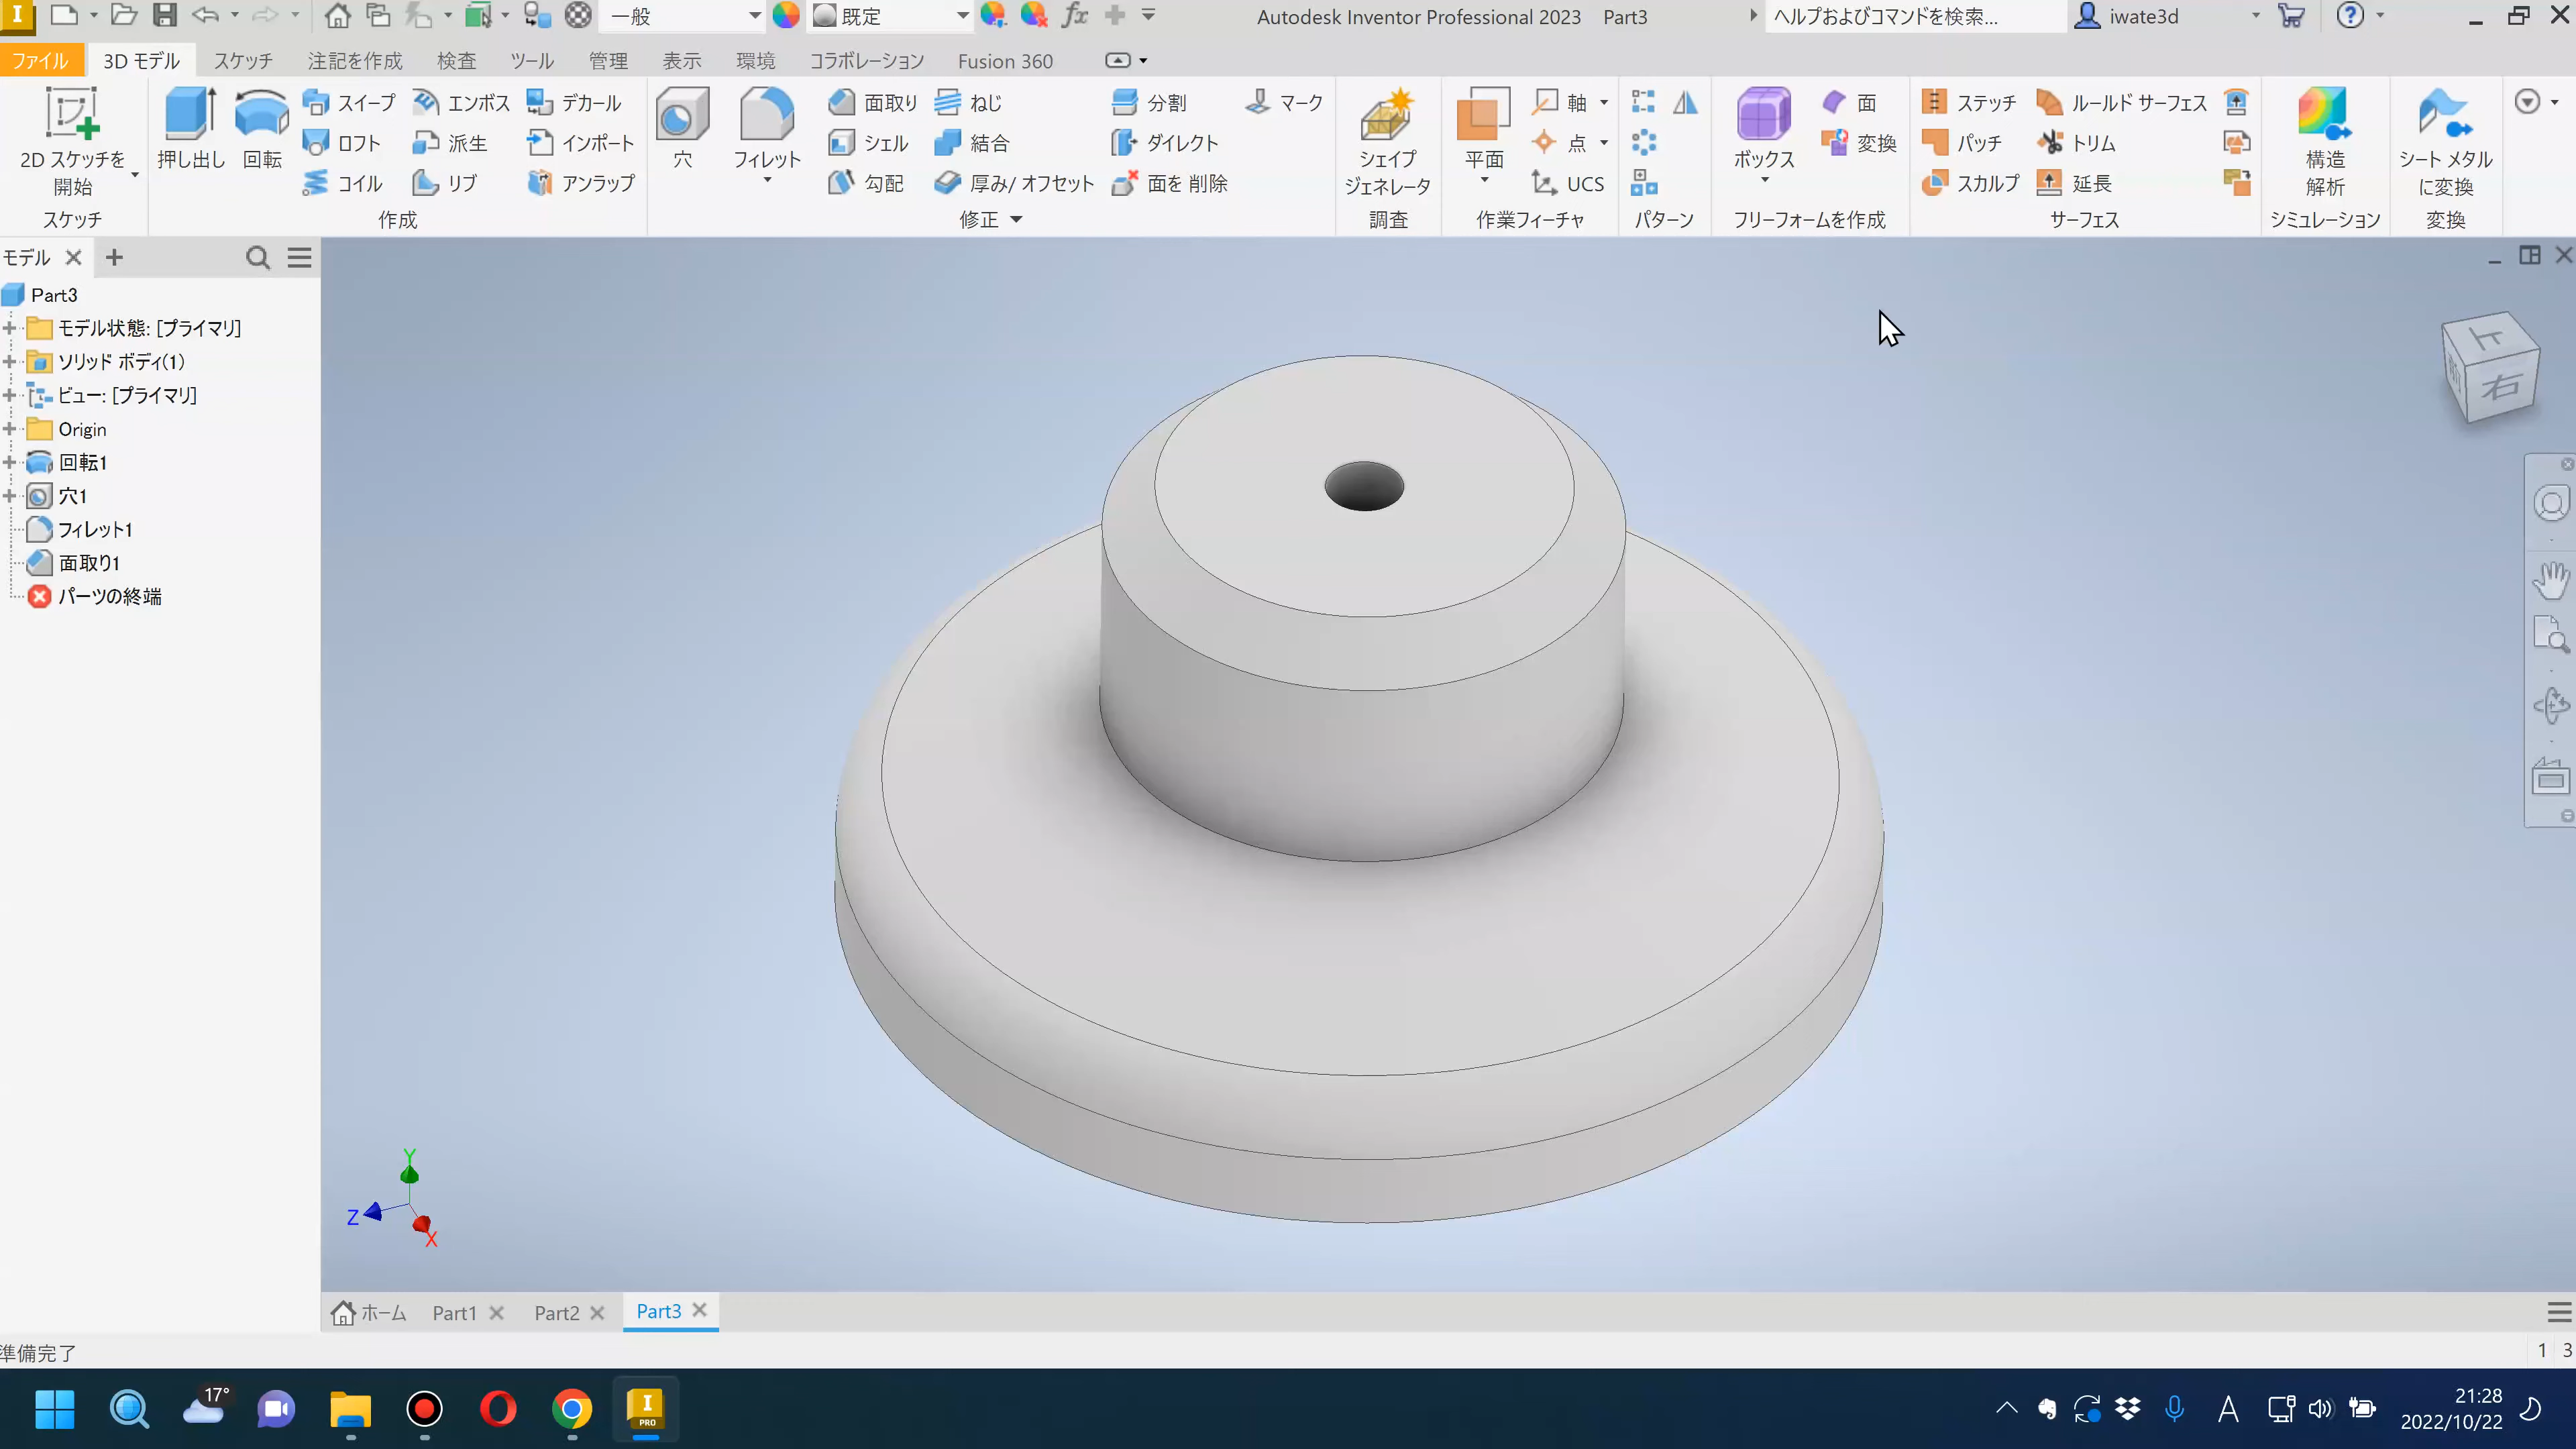 I
一般
既定
fx
Autodesk Inventor Professional 2023 Part3
ヘルプおよびコマンドを検索...
iwate3d
ファイル 3D モデル スケッチ 注記を作成 検査 ツール 管理 表示 環境 コラボレーション Fusion 360
2D スケッチを
開始
押し出し
回転
スイープ
エンボス
デカール
ロフト
派生
インポート
コイル
リブ
アンラップ
穴
フィレット
面取り
ねじ
分割
マーク
シェル
結合
ダイレクト
勾配
厚み/ オフセット
面を 削除
シェイプ
ジェネレータ
平面
軸
点
UCS
ボックス
面
変換
ステッチ
ルールド サーフェス
パッチ
トリム
スカルプ
延長
構造
解析
シート メタル
に変換
スケッチ 作成 修正 調査 作業フィーチャ パターン フリーフォームを作成 サーフェス シミュレーション 変換
モデル
Part3
モデル状態: [プライマリ]
ソリッド ボディ(1)
ビュー: [プライマリ]
Origin
回転1
穴1
フィレット1
面取り1
パーツの終端
上
右
Y
Z
X
ホーム Part1 Part2 Part3
準備完了
1 3
17°
I
PRO
A
21:28
2022/10/22